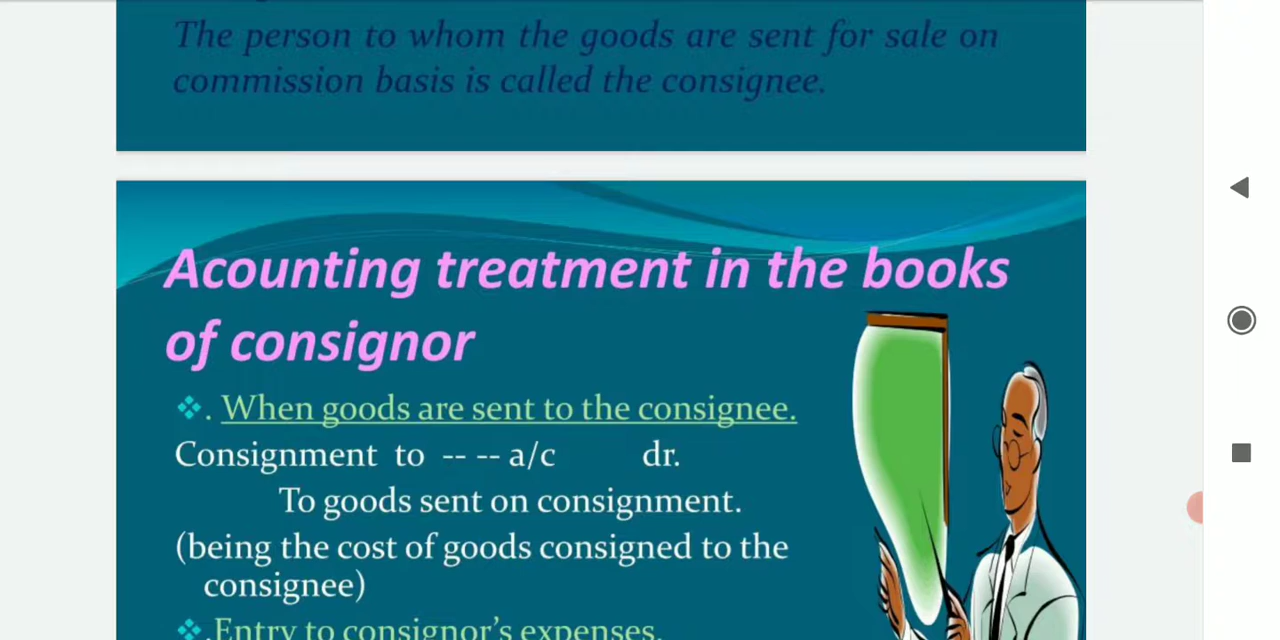 The person to whom the goods are sent for sale on
commission basis is called the consignee.
Acounting treatment in the books
of consignor
❖. When goods are sent to the consignee.
Consignment to -- -- a/c dr.
To goods sent on consignment.
(being the cost of goods consigned to the
consignee)
❖.Entry to consignor's expenses.